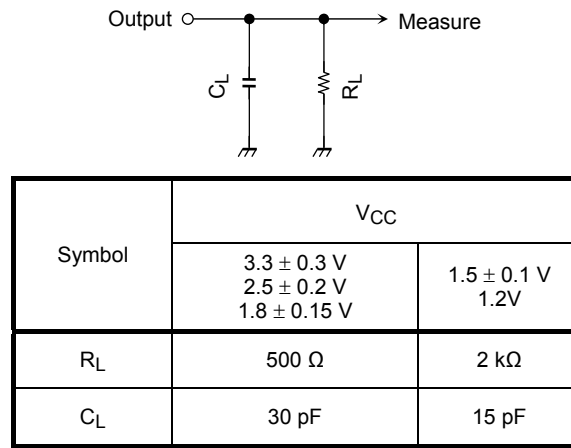 Output
Measure
CL
RL
Symbol
VCC
3.3 ± 0.3 V
2.5 ± 0.2 V
1.8 ± 0.15 V
1.5 ± 0.1 V
1.2V
RL
500 Ω
2 kΩ
CL
30 pF
15 pF